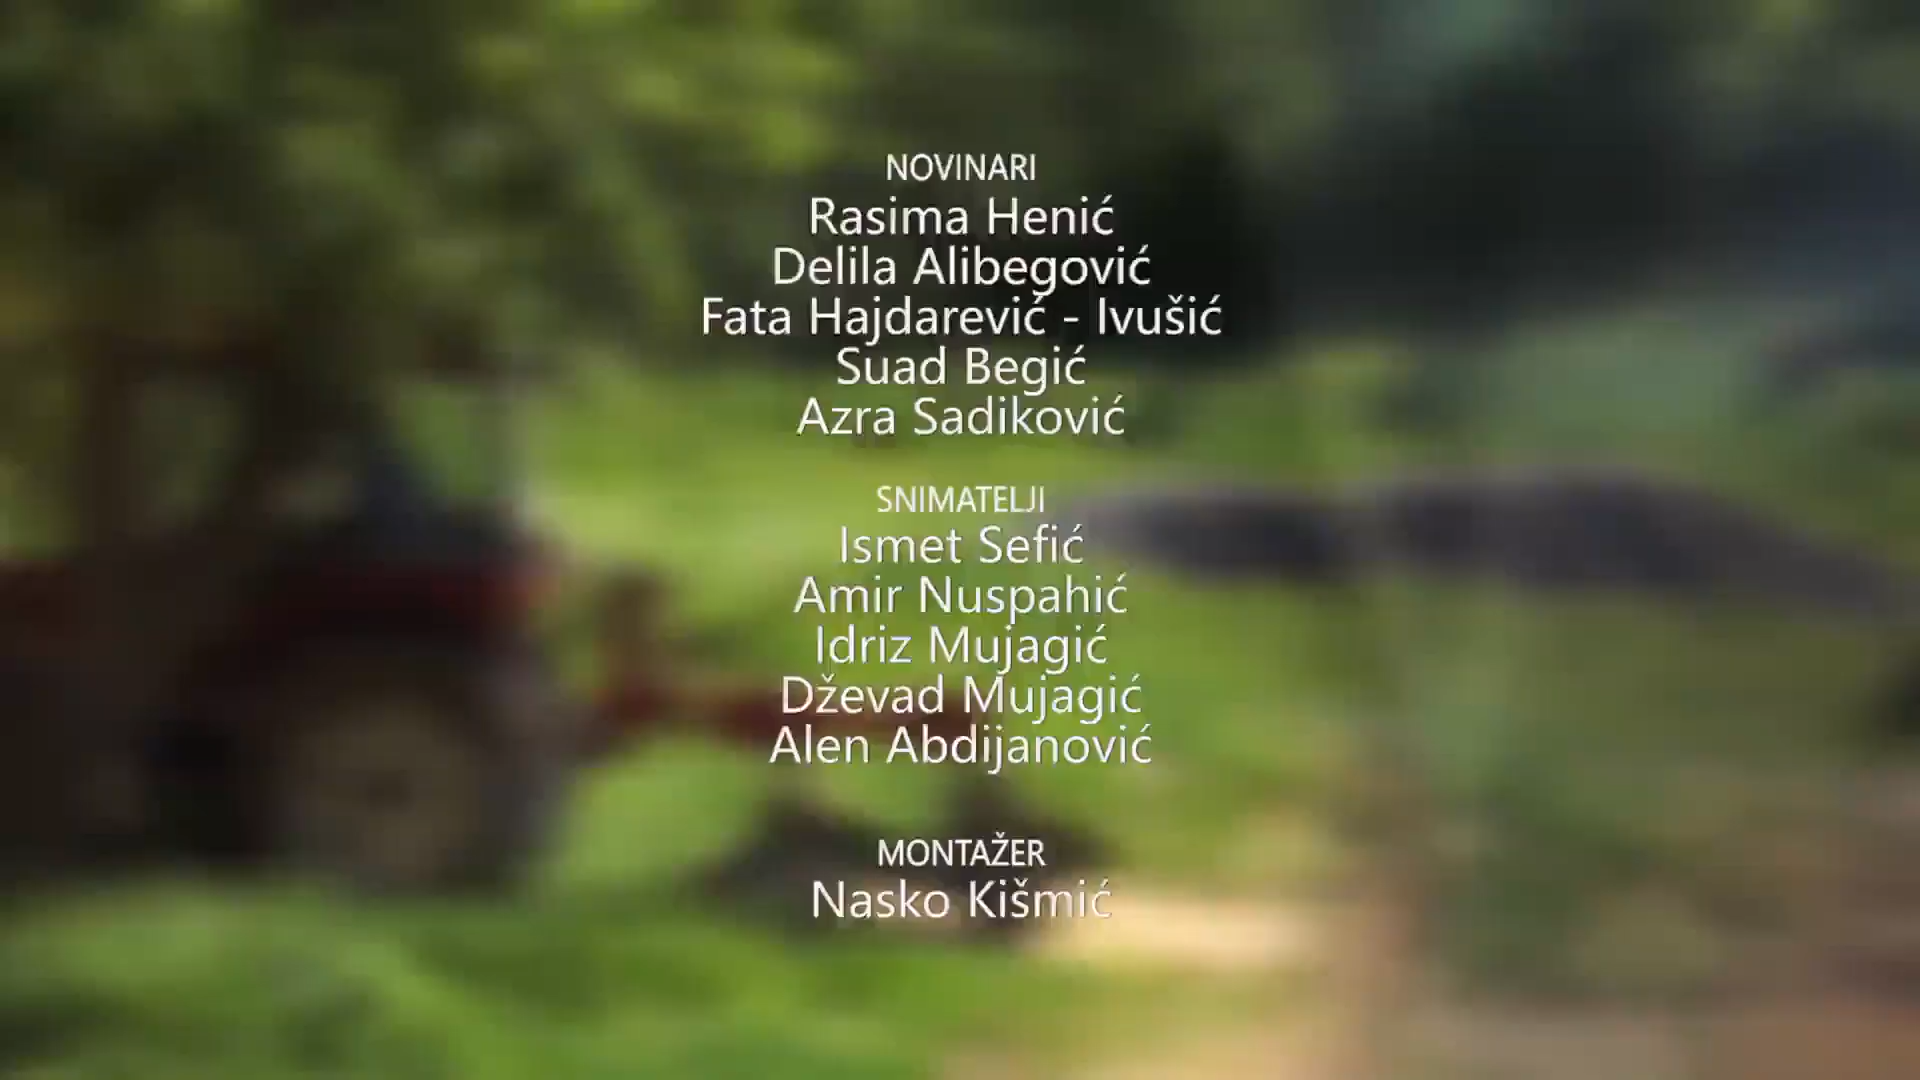 NOVINARI
Rasima Henić
Delila Alibegović
Fata Hajdarević - Ivušić
Suad Begić
Azra Sadiković
SNIMATELJI
Ismet Sefić
Amir Nuspahić
Idriz Mujagić
Dževad Mujagić
Alen Abdijanović
MONTAŽER
Nasko Kišmić